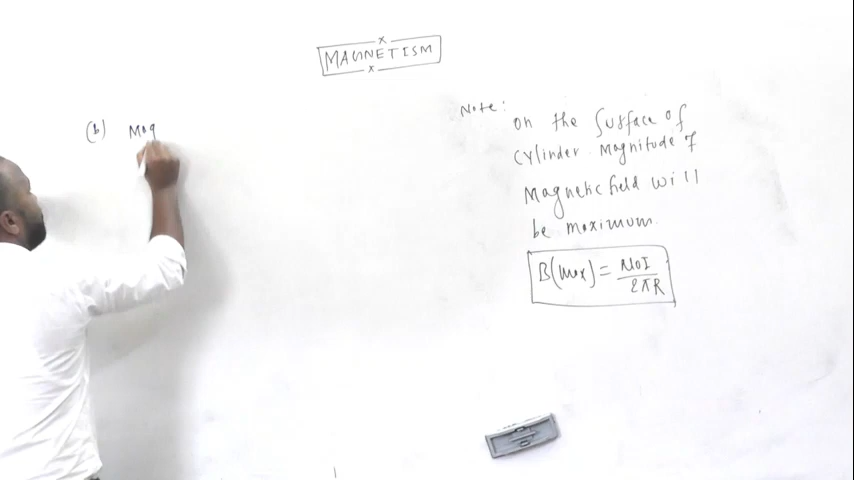 MAGNETISM
(b) Mag
Note:
on the surface of
cylinder magnitude of
Magnetic field will
be maximum.
B(max) = μ0I / 2πR